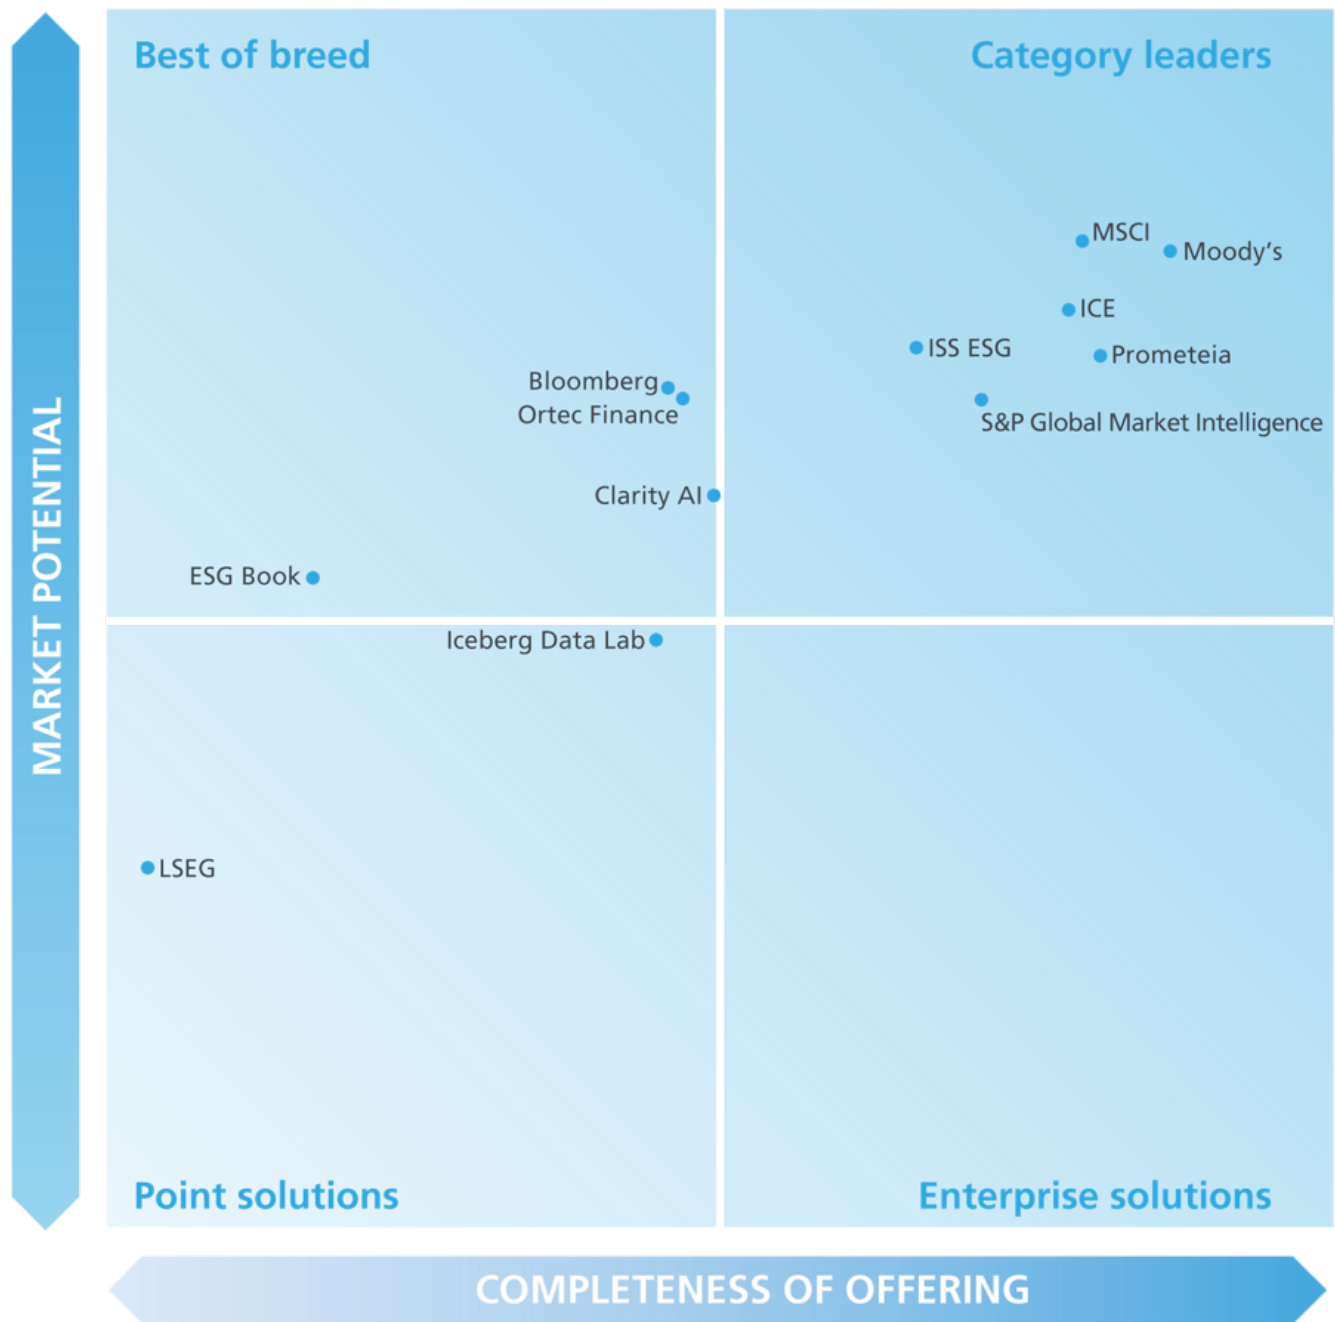 Best of breed
Category leaders
MSCI
Moody’s
ICE
ISS ESG
Prometeia
Bloomberg
Ortec Finance
S&P Global Market Intelligence
Clarity AI
ESG Book
Iceberg Data Lab
MARKET POTENTIAL
LSEG
Point solutions
Enterprise solutions
COMPLETENESS OF OFFERING